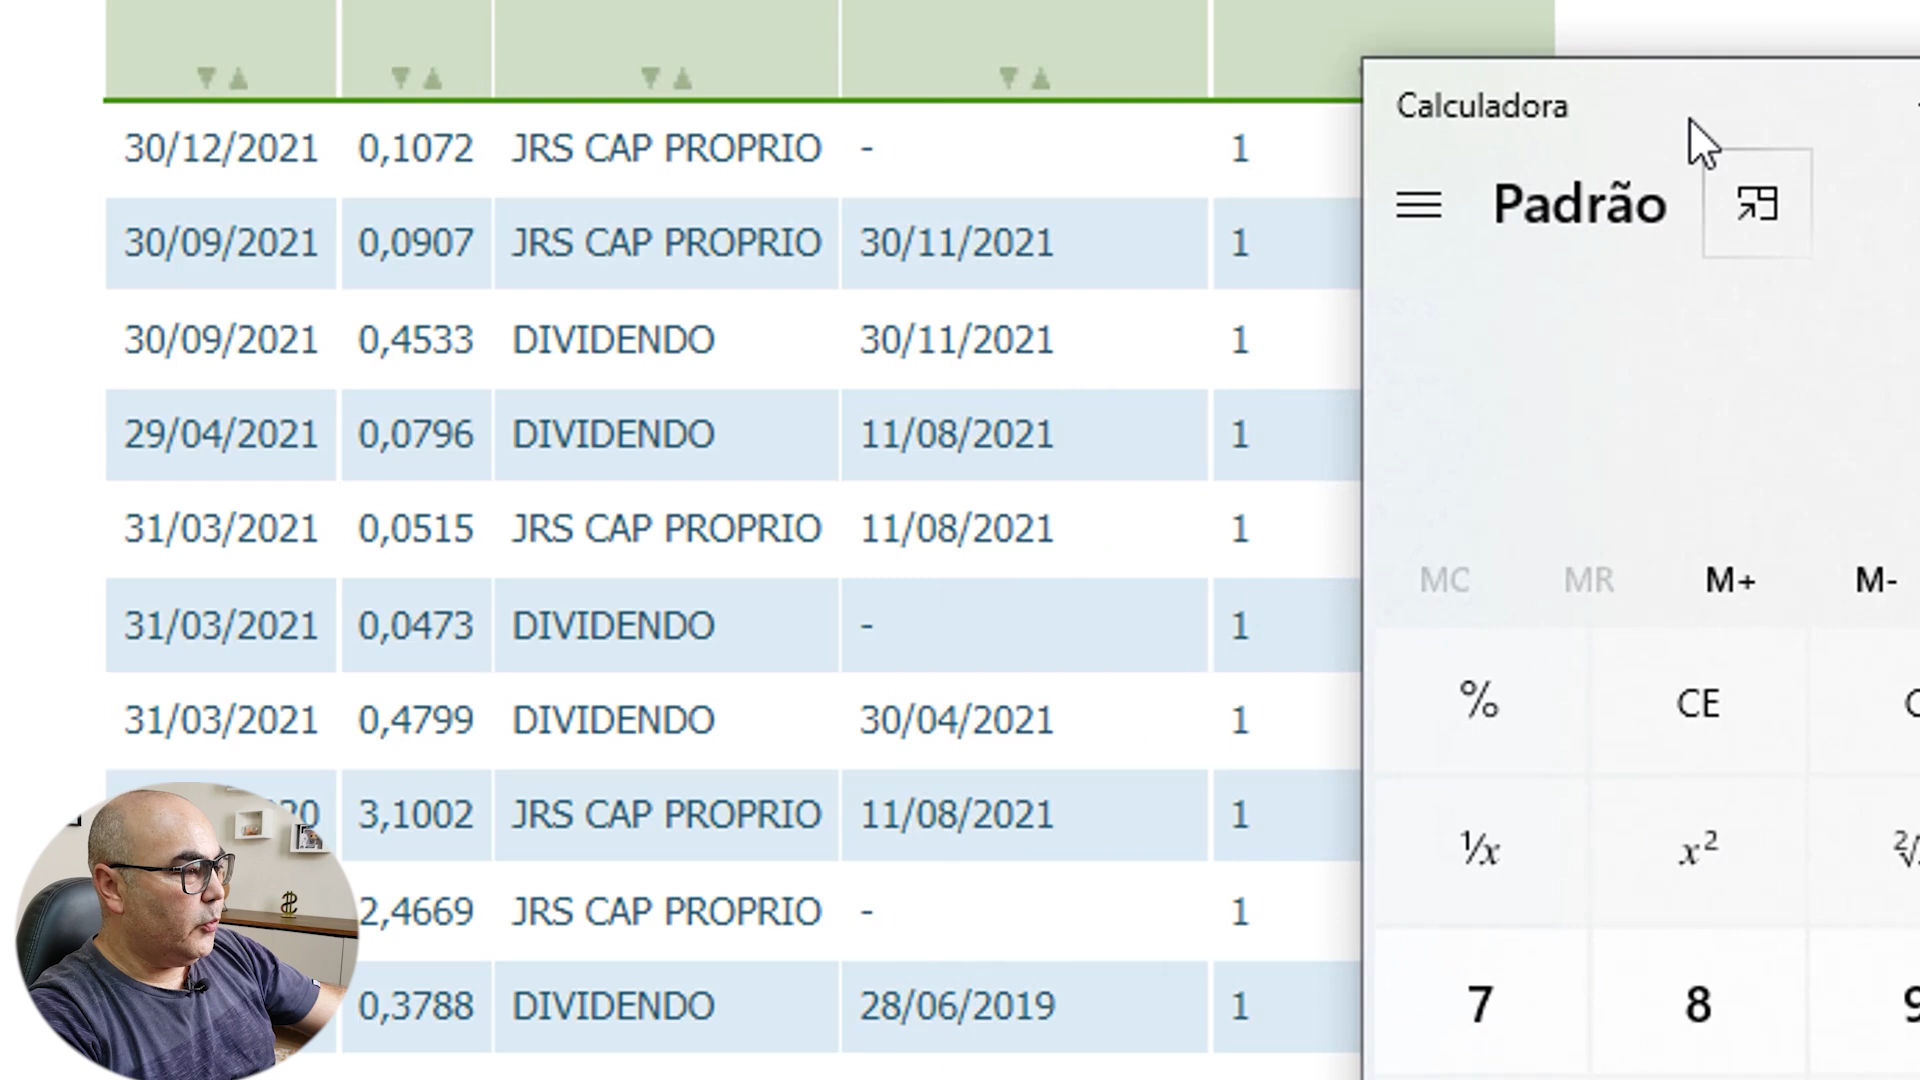 30/12/2021 0,1072 JRS CAP PROPRIO - 1
30/09/2021 0,0907 JRS CAP PROPRIO 30/11/2021 1
30/09/2021 0,4533 DIVIDENDO 30/11/2021 1
29/04/2021 0,0796 DIVIDENDO 11/08/2021 1
31/03/2021 0,0515 JRS CAP PROPRIO 11/08/2021 1
31/03/2021 0,0473 DIVIDENDO - 1
31/03/2021 0,4799 DIVIDENDO 30/04/2021 1
20 3,1002 JRS CAP PROPRIO 11/08/2021 1
2,4669 JRS CAP PROPRIO - 1
0,3788 DIVIDENDO 28/06/2019 1
Calculadora
Padrão
MC MR M+ M-
% CE
1/x x²
7 8 9